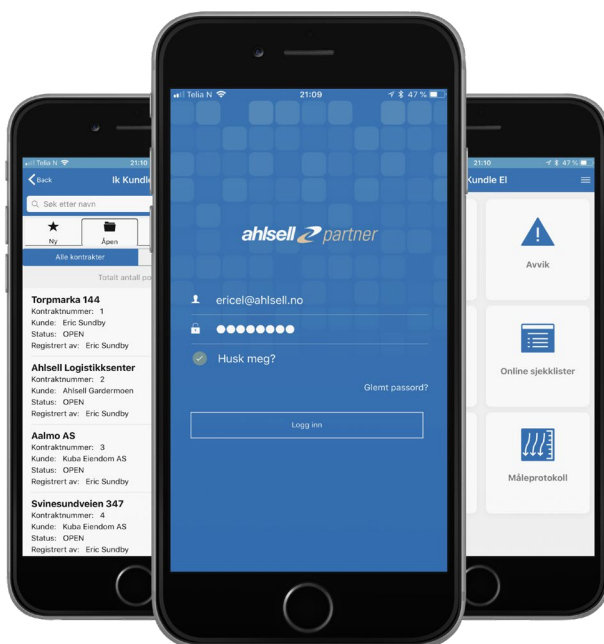 Telia N 21:10
Back Ik Kundle
Søk etter navn
Ny Åpen
Alle kontrakter
Totalt antall po
Torpmarka 144
Kontraktnummer: 1
Kunde: Eric Sundby
Status: OPEN
Registrert av: Eric Sundby
Ahlsell Logistikksenter
Kontraktnummer: 2
Kunde: Ahlsell Gardermoen
Status: OPEN
Registrert av: Eric Sundby
Aalmo AS
Kontraktnummer: 3
Kunde: Kuba Eiendom AS
Status: OPEN
Registrert av: Eric Sundby
Svinesundveien 347
Kontraktnummer: 4
Kunde: Kuba Eiendom AS
Status: OPEN
Registrert av: Eric Sundby
Telia N 21:09 47 %
ahlsell partner
ericel@ahlsell.no
Husk meg?
Glemt passord?
Logg inn
21:10 47 %
Kundle El
Avvik
Online sjekklister
Måleprotokoll